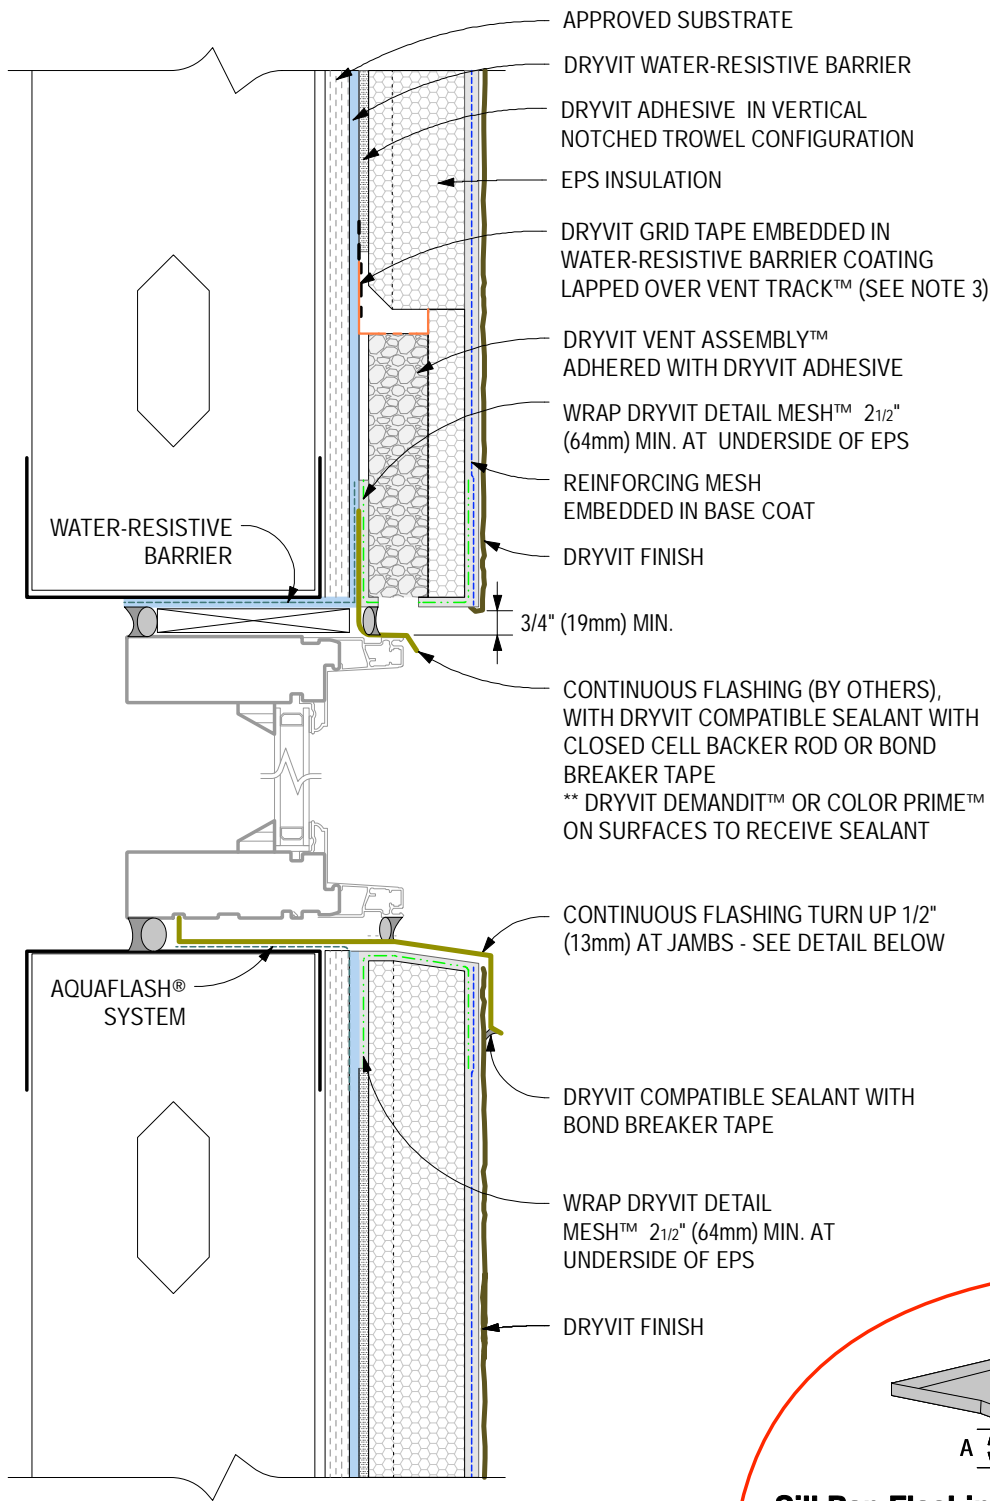 APPROVED SUBSTRATE
DRYVIT WATER-RESISTIVE BARRIER
DRYVIT ADHESIVE IN VERTICAL
NOTCHED TROWEL CONFIGURATION
EPS INSULATION
DRYVIT GRID TAPE EMBEDDED IN
WATER-RESISTIVE BARRIER COATING
LAPPED OVER VENT TRACK™ (SEE NOTE 3)
DRYVIT VENT ASSEMBLY™
ADHERED WITH DRYVIT ADHESIVE
WRAP DRYVIT DETAIL MESH™ 2 1/2"
(64mm) MIN. AT UNDERSIDE OF EPS
REINFORCING MESH
EMBEDDED IN BASE COAT
WATER-RESISTIVE
BARRIER
DRYVIT FINISH
3/4" (19mm) MIN.
CONTINUOUS FLASHING (BY OTHERS),
WITH DRYVIT COMPATIBLE SEALANT WITH
CLOSED CELL BACKER ROD OR BOND
BREAKER TAPE
** DRYVIT DEMANDIT™ OR COLOR PRIME™
ON SURFACES TO RECEIVE SEALANT
CONTINUOUS FLASHING TURN UP 1/2"
(13mm) AT JAMBS - SEE DETAIL BELOW
AQUAFLASH®
SYSTEM
DRYVIT COMPATIBLE SEALANT WITH
BOND BREAKER TAPE
WRAP DRYVIT DETAIL
MESH™ 2 1/2" (64mm) MIN. AT
UNDERSIDE OF EPS
DRYVIT FINISH
A